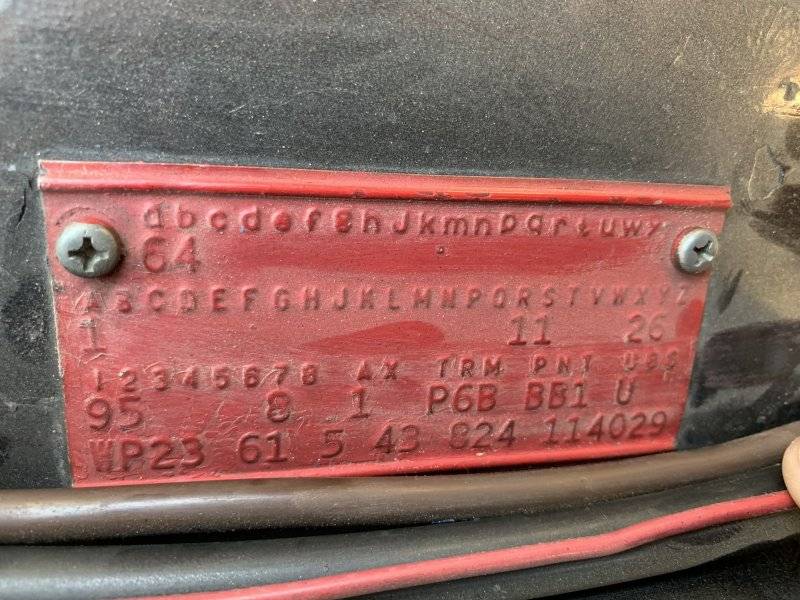 abcdefghJkmnpqrtuwy
64
ABCDEFGHJKLMNPQRSTVWXYZ
1 11 26
12345678 AX TRM PNT UBS
95 8 1 P6B BB1 U
WP23 61 5 43 824 114029